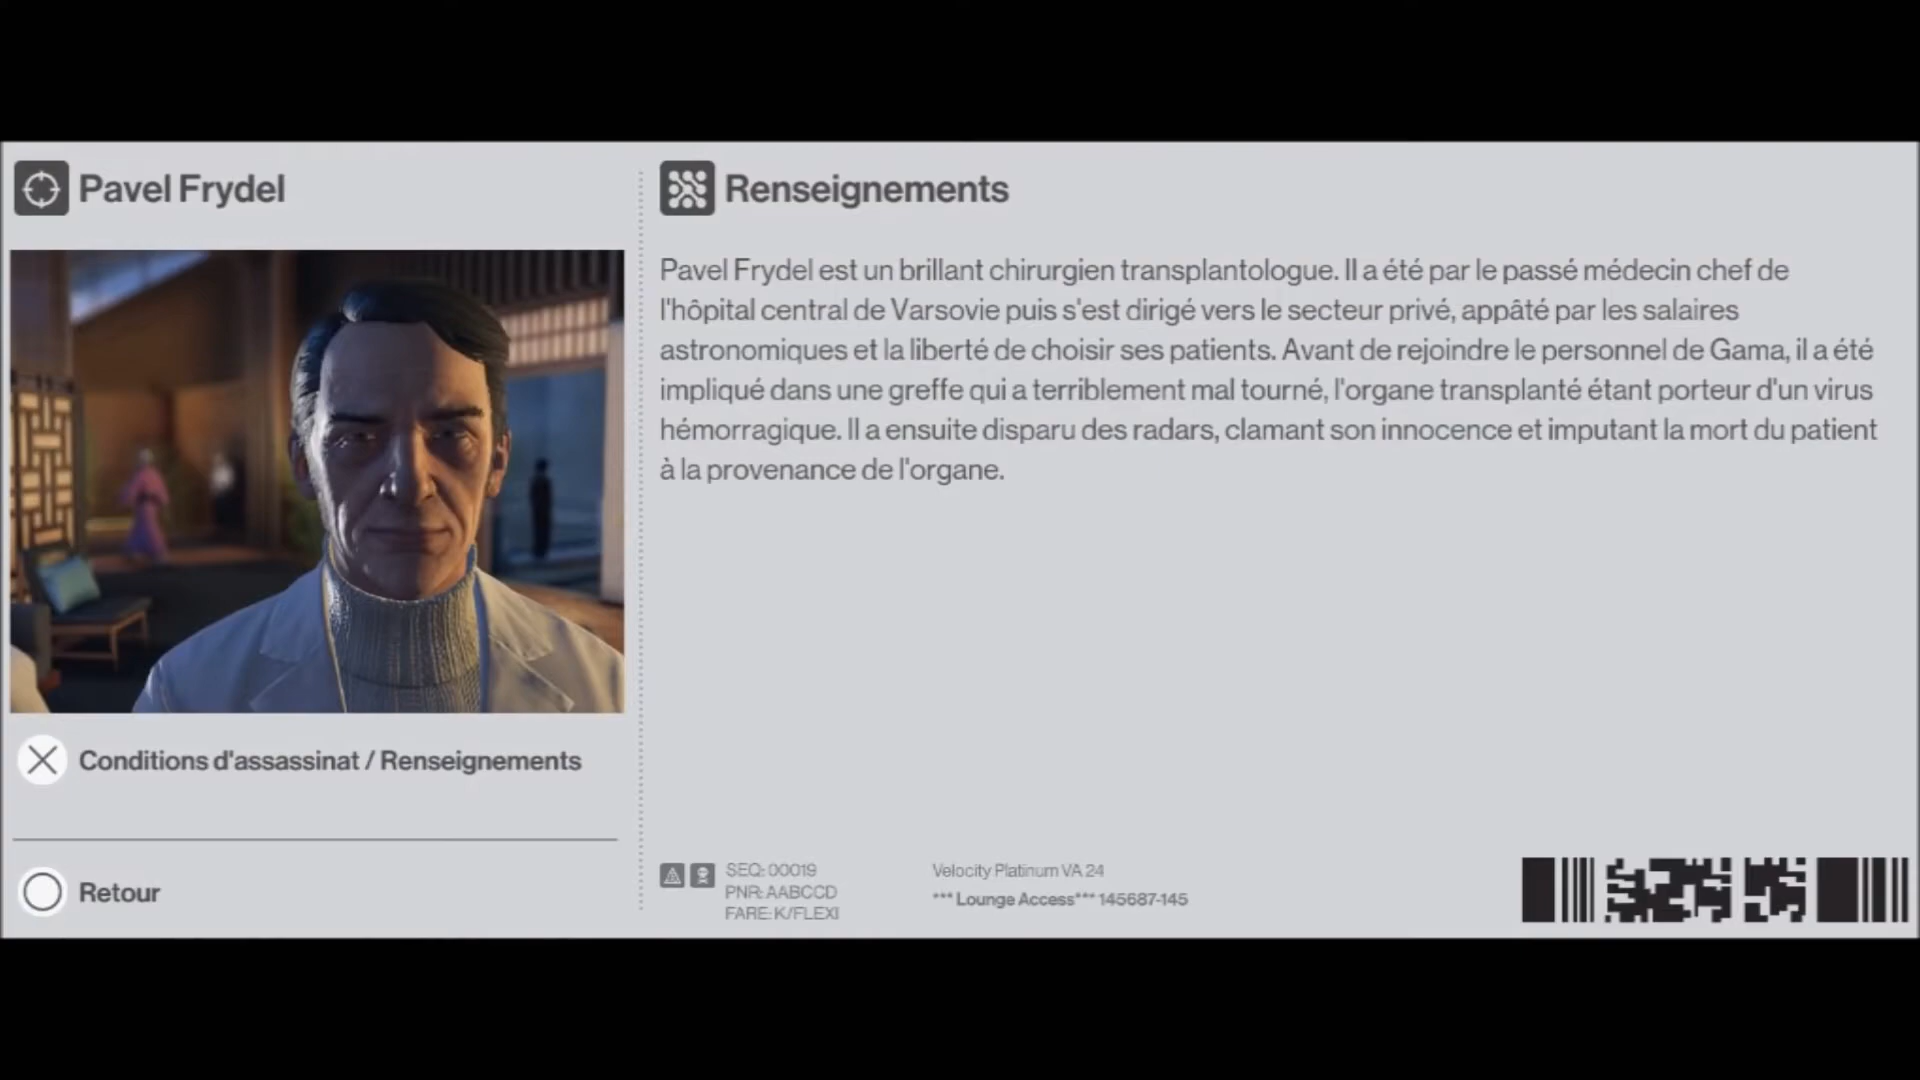 Pavel Frydel
Renseignements
Pavel Frydel est un brillant chirurgien transplantologue. Il a été par le passé médecin chef de
l'hôpital central de Varsovie puis s'est dirigé vers le secteur privé, appâté par les salaires
astronomiques et la liberté de choisir ses patients. Avant de rejoindre le personnel de Gama, il a été
impliqué dans une greffe qui a terriblement mal tourné, l'organe transplanté étant porteur d'un virus
hémorragique. Il a ensuite disparu des radars, clamant son innocence et imputant la mort du patient
à la provenance de l'organe.
Conditions d'assassinat / Renseignements
Retour
SEQ: 00019
PNR: AABCCD
FARE: K/FLEXI
Velocity Platinum VA 24
*** Lounge Access*** 145687-145